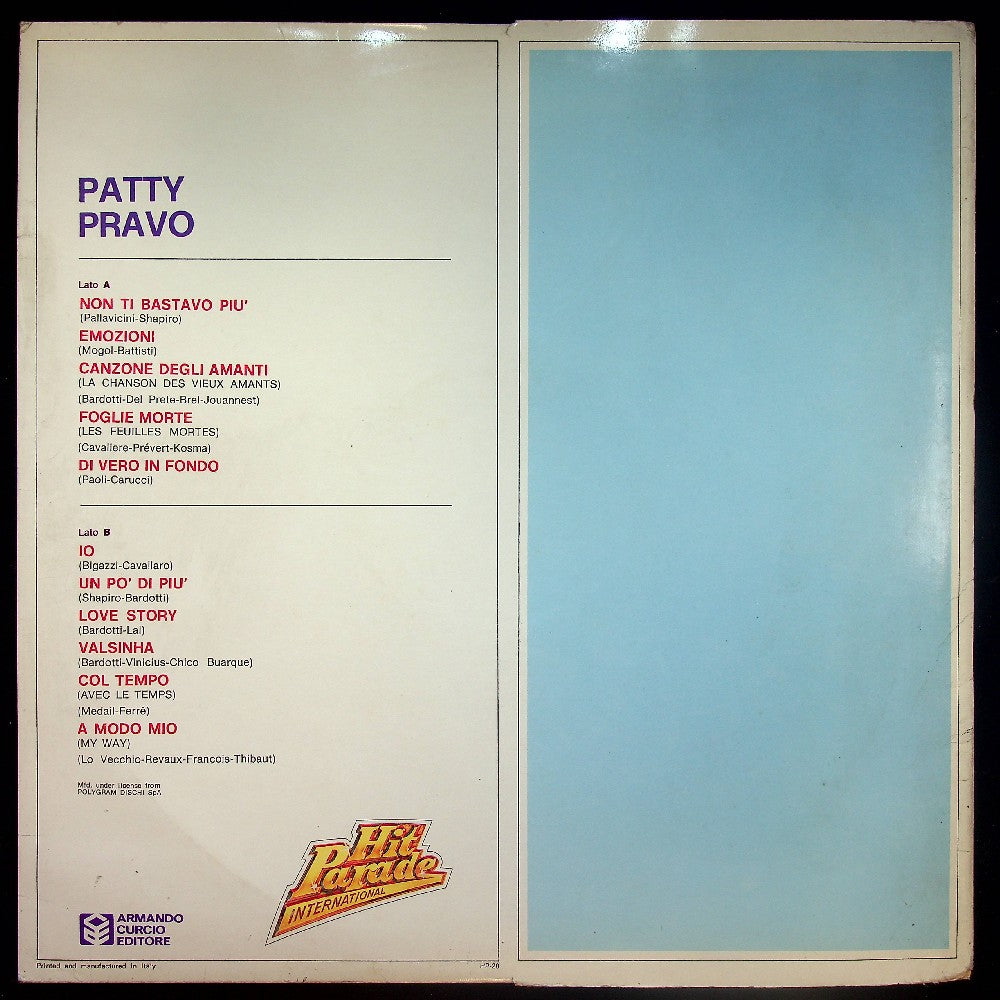 PATTY
PRAVO
Lato A
NON TI BASTAVO PIU'
(Pallavicini-Shapiro)
EMOZIONI
(Mogol-Battisti)
CANZONE DEGLI AMANTI
(LA CHANSON DES VIEUX AMANTS)
(Bardotti-Del Prete-Brel-Jouannest)
FOGLIE MORTE
(LES FEUILLES MORTES)
(Cavaliere-Prévert-Kosma)
DI VERO IN FONDO
(Paoli-Carucci)
Lato B
IO
(Bigazzi-Cavallaro)
UN PO' DI PIU'
(Shapiro-Bardotti)
LOVE STORY
(Bardotti-Lai)
VALSINHA
(Bardotti-Vinicius-Chico Buarque)
COL TEMPO
(AVEC LE TEMPS)
(Medail-Ferré)
A MODO MIO
(MY WAY)
(Lo Vecchio-Revaux-Francois-Thibaut)
Mfd. under license from
POLYGRAM DISCHI SpA
Hit
Parade
INTERNATIONAL
ARMANDO
CURCIO
EDITORE
Printed and manufactured in Italy